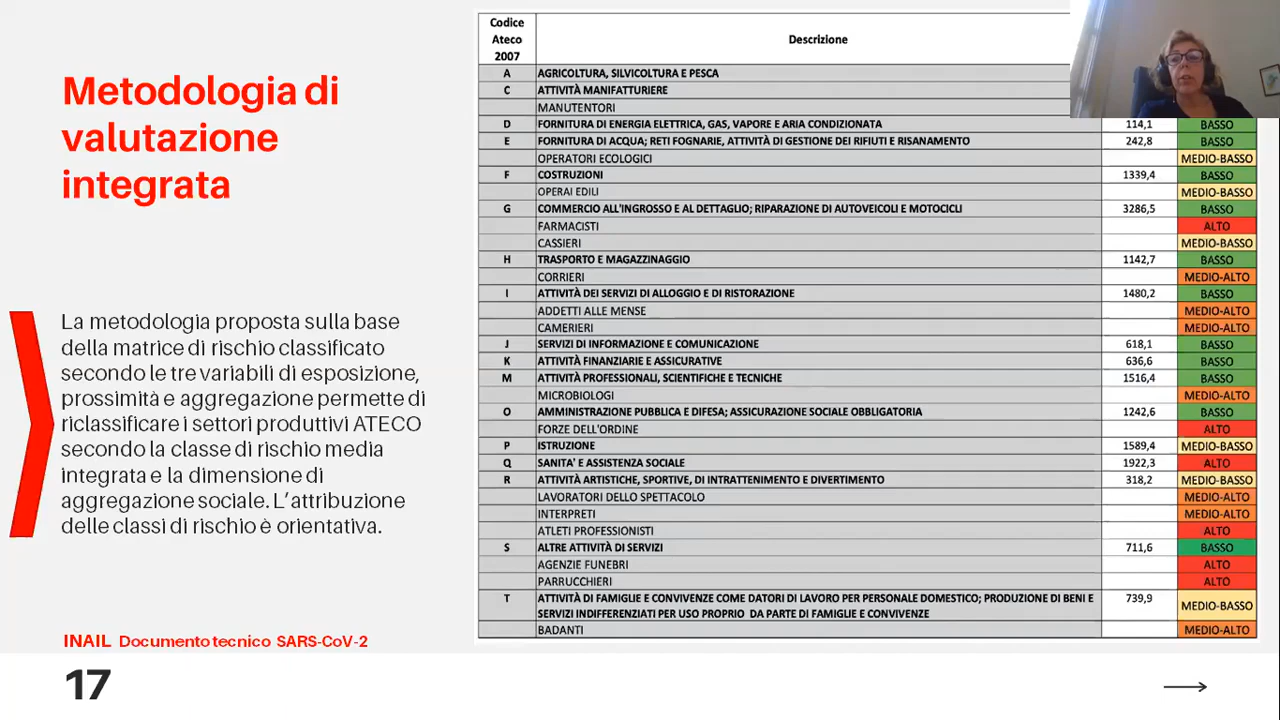 Metodologia di
valutazione
integrata
La metodologia proposta sulla base
della matrice di rischio classificato
secondo le tre variabili di esposizione,
prossimità e aggregazione permette di
riclassificare i settori produttivi ATECO
secondo la classe di rischio media
integrata e la dimensione di
aggregazione sociale. L'attribuzione
delle classi di rischio è orientativa.
INAIL Documento tecnico SARS-CoV-2
17
Codice
Ateco
2007
Descrizione
A AGRICOLTURA, SILVICOLTURA E PESCA
C ATTIVITÀ MANIFATTURIERE
MANUTENTORI
D FORNITURA DI ENERGIA ELETTRICA, GAS, VAPORE E ARIA CONDIZIONATA 114,1 BASSO
E FORNITURA DI ACQUA; RETI FOGNARIE, ATTIVITÀ DI GESTIONE DEI RIFIUTI E RISANAMENTO 242,8 BASSO
OPERATORI ECOLOGICI MEDIO-BASSO
F COSTRUZIONI 1339,4 BASSO
OPERAI EDILI MEDIO-BASSO
G COMMERCIO ALL'INGROSSO E AL DETTAGLIO; RIPARAZIONE DI AUTOVEICOLI E MOTOCICLI 3286,5 BASSO
FARMACISTI ALTO
CASSIERI MEDIO-BASSO
H TRASPORTO E MAGAZZINAGGIO 1142,7 BASSO
CORRIERI MEDIO-ALTO
I ATTIVITÀ DEI SERVIZI DI ALLOGGIO E DI RISTORAZIONE 1480,2 BASSO
ADDETTI ALLE MENSE MEDIO-ALTO
CAMERIERI MEDIO-ALTO
J SERVIZI DI INFORMAZIONE E COMUNICAZIONE 618,1 BASSO
K ATTIVITÀ FINANZIARIE E ASSICURATIVE 636,6 BASSO
M ATTIVITÀ PROFESSIONALI, SCIENTIFICHE E TECNICHE 1516,4 BASSO
MICROBIOLOGI MEDIO-ALTO
O AMMINISTRAZIONE PUBBLICA E DIFESA; ASSICURAZIONE SOCIALE OBBLIGATORIA 1242,6 BASSO
FORZE DELL'ORDINE ALTO
P ISTRUZIONE 1589,4 MEDIO-BASSO
Q SANITA' E ASSISTENZA SOCIALE 1922,3 ALTO
R ATTIVITÀ ARTISTICHE, SPORTIVE, DI INTRATTENIMENTO E DIVERTIMENTO 318,2 MEDIO-BASSO
LAVORATORI DELLO SPETTACOLO MEDIO-ALTO
INTERPRETI MEDIO-ALTO
ATLETI PROFESSIONISTI ALTO
S ALTRE ATTIVITÀ DI SERVIZI 711,6 BASSO
AGENZIE FUNEBRI ALTO
PARRUCCHIERI ALTO
T ATTIVITÀ DI FAMIGLIE E CONVIVENZE COME DATORI DI LAVORO PER PERSONALE DOMESTICO; PRODUZIONE DI BENI E 739,9 MEDIO-BASSO
SERVIZI INDIFFERENZIATI PER USO PROPRIO DA PARTE DI FAMIGLIE E CONVIVENZE
BADANTI MEDIO-ALTO